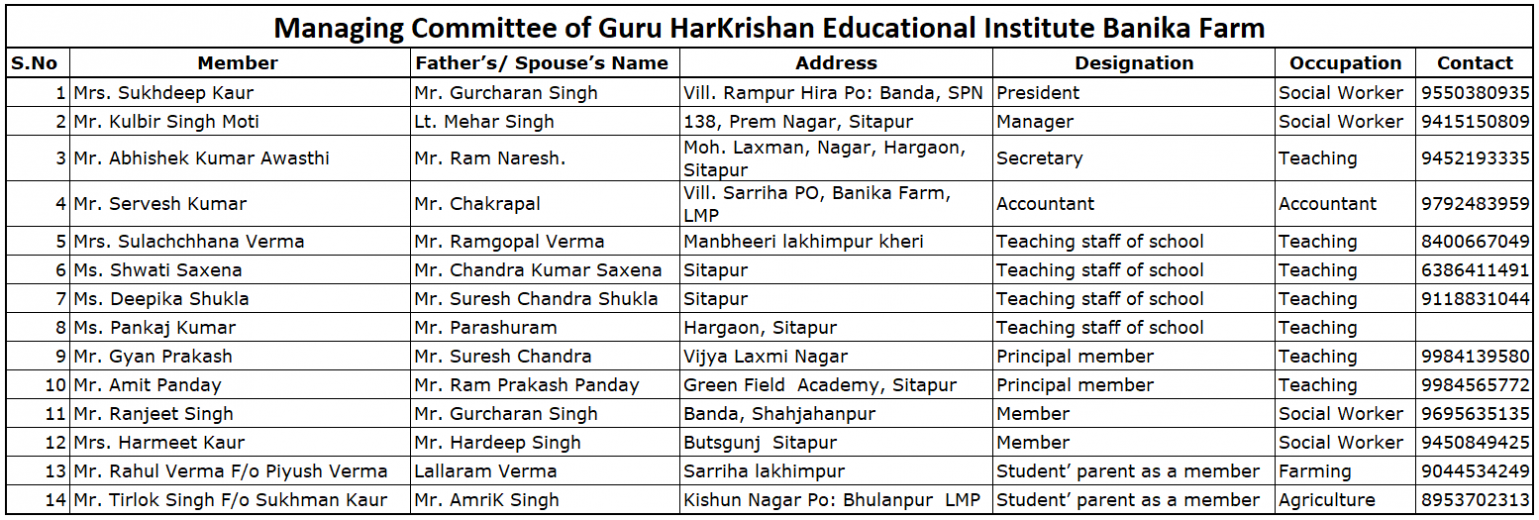 Managing Committee of Guru HarKrishan Educational Institute Banika Farm
S.No Member Father's/ Spouse's Name Address Designation Occupation Contact
1 Mrs. Sukhdeep Kaur Mr. Gurcharan Singh Vill. Rampur Hira Po: Banda, SPN President Social Worker 9550380935
2 Mr. Kulbir Singh Moti Lt. Mehar Singh 138, Prem Nagar, Sitapur Manager Social Worker 9415150809
3 Mr. Abhishek Kumar Awasthi Mr. Ram Naresh. Moh. Laxman, Nagar, Hargaon, Sitapur Secretary Teaching 9452193335
4 Mr. Servesh Kumar Mr. Chakrapal Vill. Sarriha PO, Banika Farm, LMP Accountant Accountant 9792483959
5 Mrs. Sulachchhana Verma Mr. Ramgopal Verma Manbheeri lakhimpur kheri Teaching staff of school Teaching 8400667049
6 Ms. Shwati Saxena Mr. Chandra Kumar Saxena Sitapur Teaching staff of school Teaching 6386411491
7 Ms. Deepika Shukla Mr. Suresh Chandra Shukla Sitapur Teaching staff of school Teaching 9118831044
8 Ms. Pankaj Kumar Mr. Parashuram Hargaon, Sitapur Teaching staff of school Teaching
9 Mr. Gyan Prakash Mr. Suresh Chandra Vijya Laxmi Nagar Principal member Teaching 9984139580
10 Mr. Amit Panday Mr. Ram Prakash Panday Green Field Academy, Sitapur Principal member Teaching 9984565772
11 Mr. Ranjeet Singh Mr. Gurcharan Singh Banda, Shahjahanpur Member Social Worker 9695635135
12 Mrs. Harmeet Kaur Mr. Hardeep Singh Butsgunj Sitapur Member Social Worker 9450849425
13 Mr. Rahul Verma F/o Piyush Verma Lallaram Verma Sarriha lakhimpur Student' parent as a member Farming 9044534249
14 Mr. Tirlok Singh F/o Sukhman Kaur Mr. AmriK Singh Kishun Nagar Po: Bhulanpur LMP Student' parent as a member Agriculture 8953702313